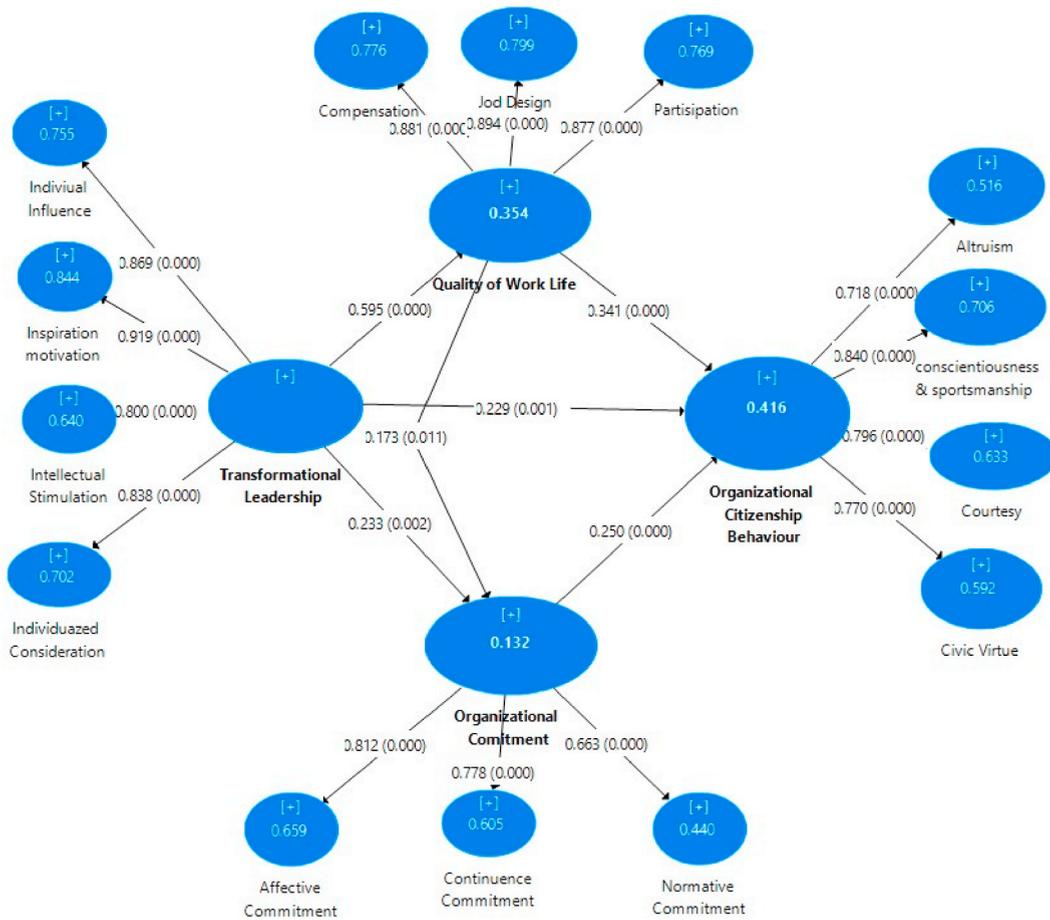 [+]
0.776
Compensation
[+]
0.799
Jod Design
[+]
0.769
Partisipation
0.881 (0.000)
0.894 (0.000)
0.877 (0.000)
[+]
0.755
Indiviual
Influence
0.869 (0.000)
[+]
0.844
Inspiration
motivation
0.919 (0.000)
[+]
0.640
Intellectual
Stimulation
0.800 (0.000)
[+]
0.702
Individuazed
Consideration
0.838 (0.000)
[+]
Transformational
Leadership
[+]
0.354
Quality of Work Life
0.595 (0.000)
0.341 (0.000)
0.229 (0.001)
0.173 (0.011)
0.233 (0.002)
0.250 (0.000)
[+]
0.416
Organizational
Citizenship
Behaviour
[+]
0.516
Altruism
0.718 (0.000)
[+]
0.706
conscientiousness
& sportsmanship
0.840 (0.000)
[+]
0.633
Courtesy
0.796 (0.000)
[+]
0.592
Civic Virtue
0.770 (0.000)
[+]
0.132
Organizational
Comitment
0.812 (0.000)
0.778 (0.000)
0.663 (0.000)
[+]
0.659
Affective
Commitment
[+]
0.605
Continuence
Commitment
[+]
0.440
Normative
Commitment